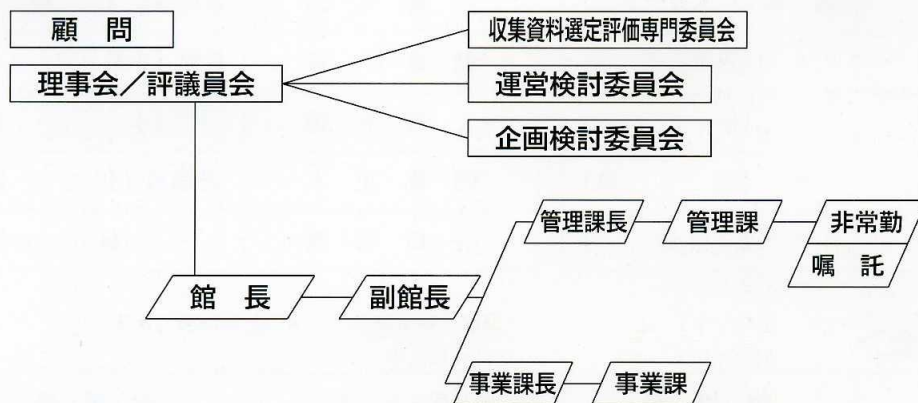 顧　問
収集資料選定評価専門委員会
理事会／評議員会
運営検討委員会
企画検討委員会
管理課長
管理課
非常勤
嘱　託
館　長
副館長
事業課長
事業課